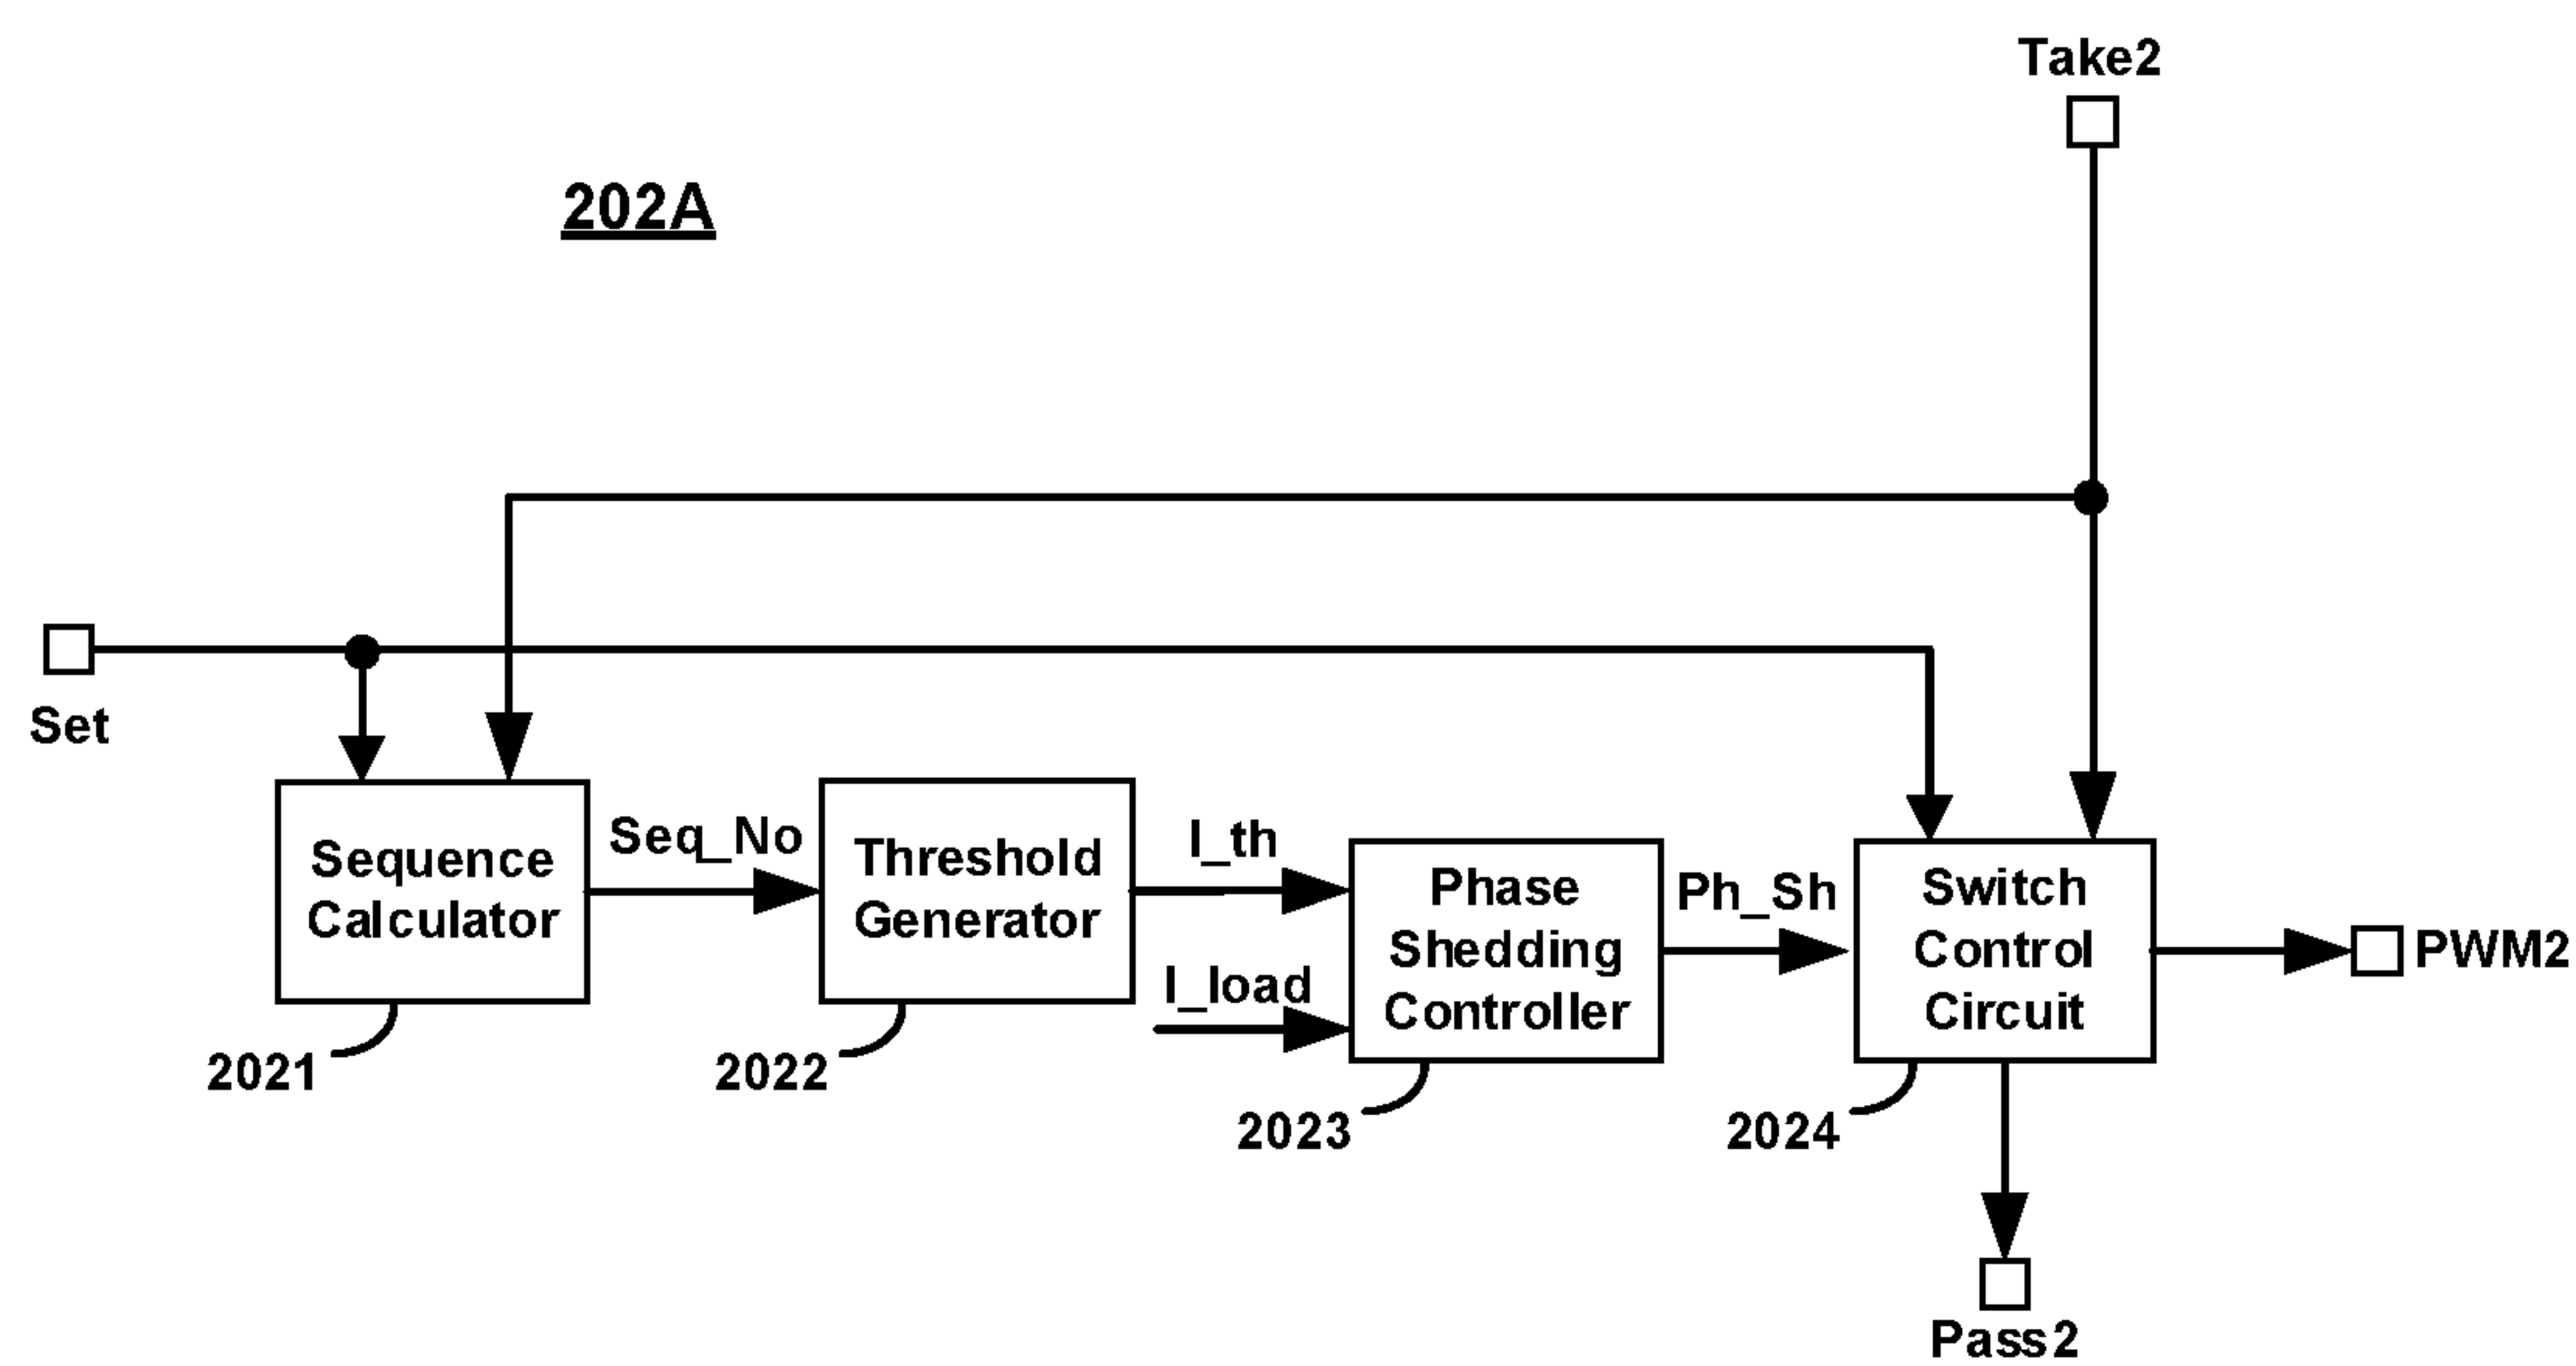 Take2
202A
Set
Seq_No
I_th
Sequence
Calculator
Threshold
Generator
I_load
Phase
Shedding
Controller
Ph_Sh
Switch
Control
Circuit
PWM2
2021
2022
2023
2024
Pass2